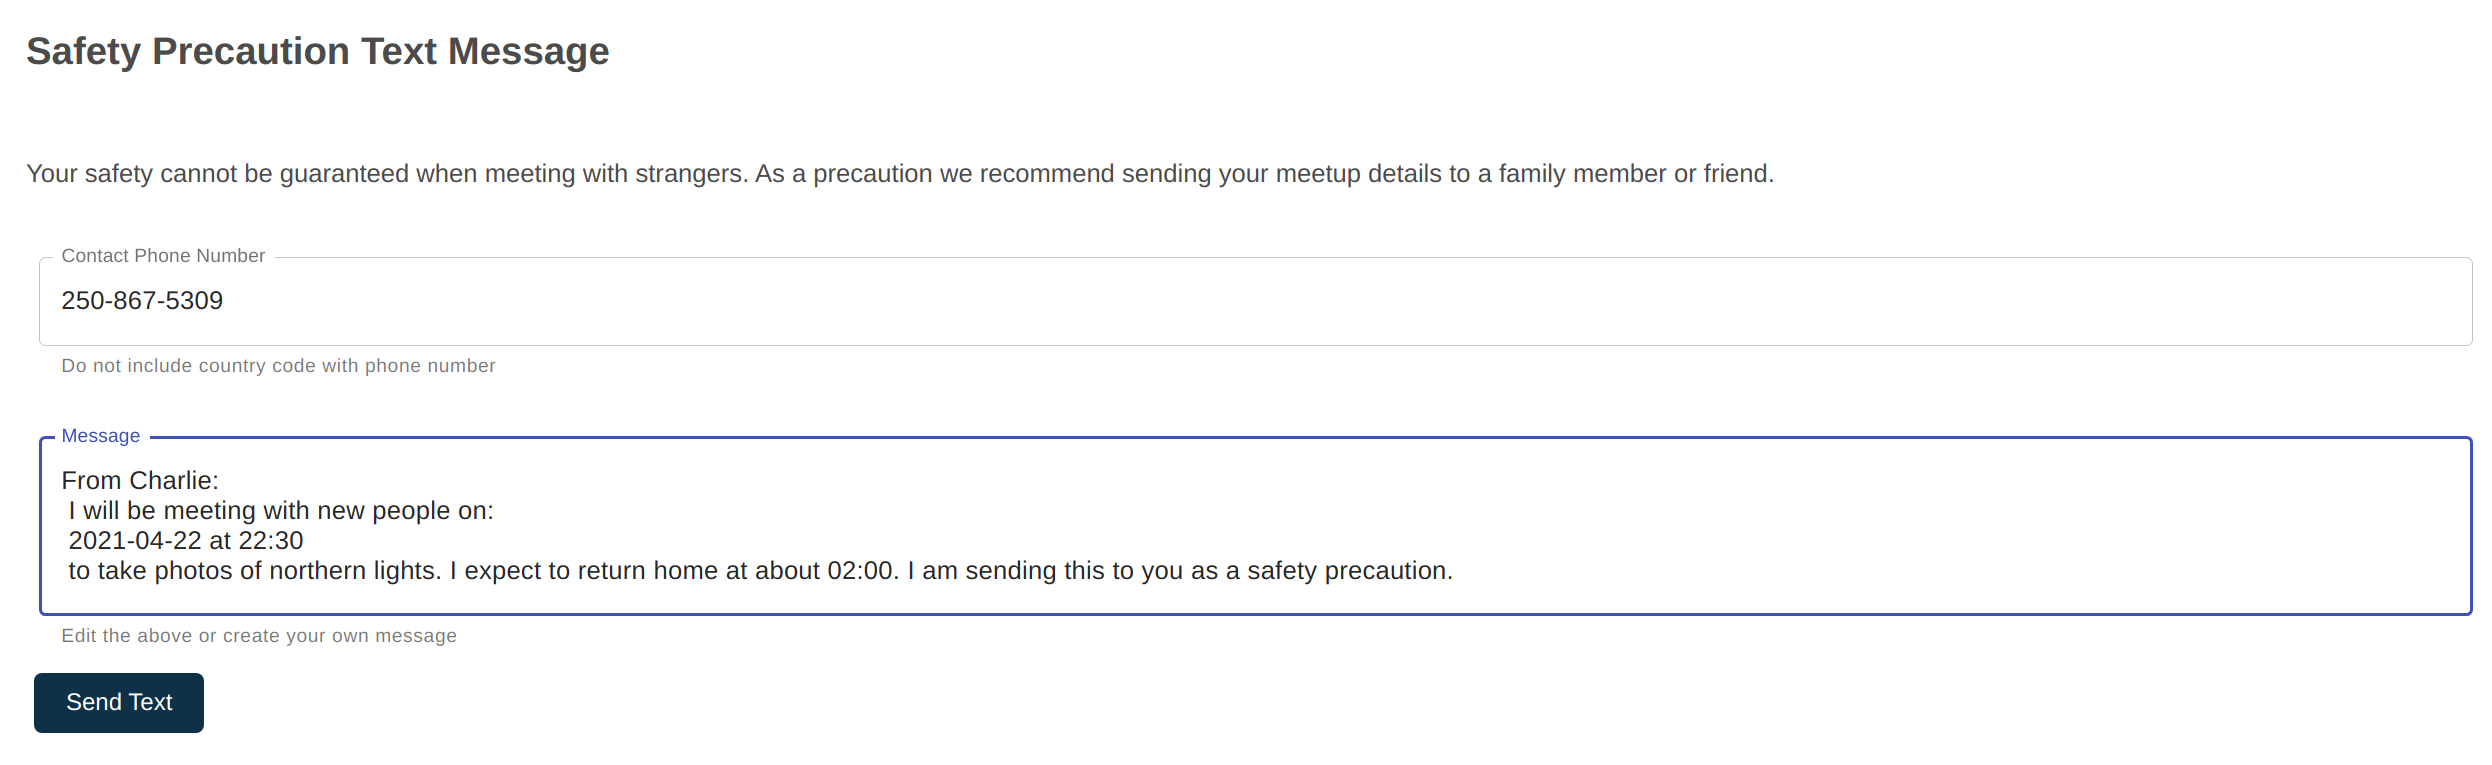 Safety Precaution Text Message
Your safety cannot be guaranteed when meeting with strangers. As a precaution we recommend sending your meetup details to a family member or friend.
Contact Phone Number
250-867-5309
Do not include country code with phone number
Message
From Charlie:
I will be meeting with new people on:
2021-04-22 at 22:30
to take photos of northern lights. I expect to return home at about 02:00. I am sending this to you as a safety precaution.
Edit the above or create your own message
Send Text